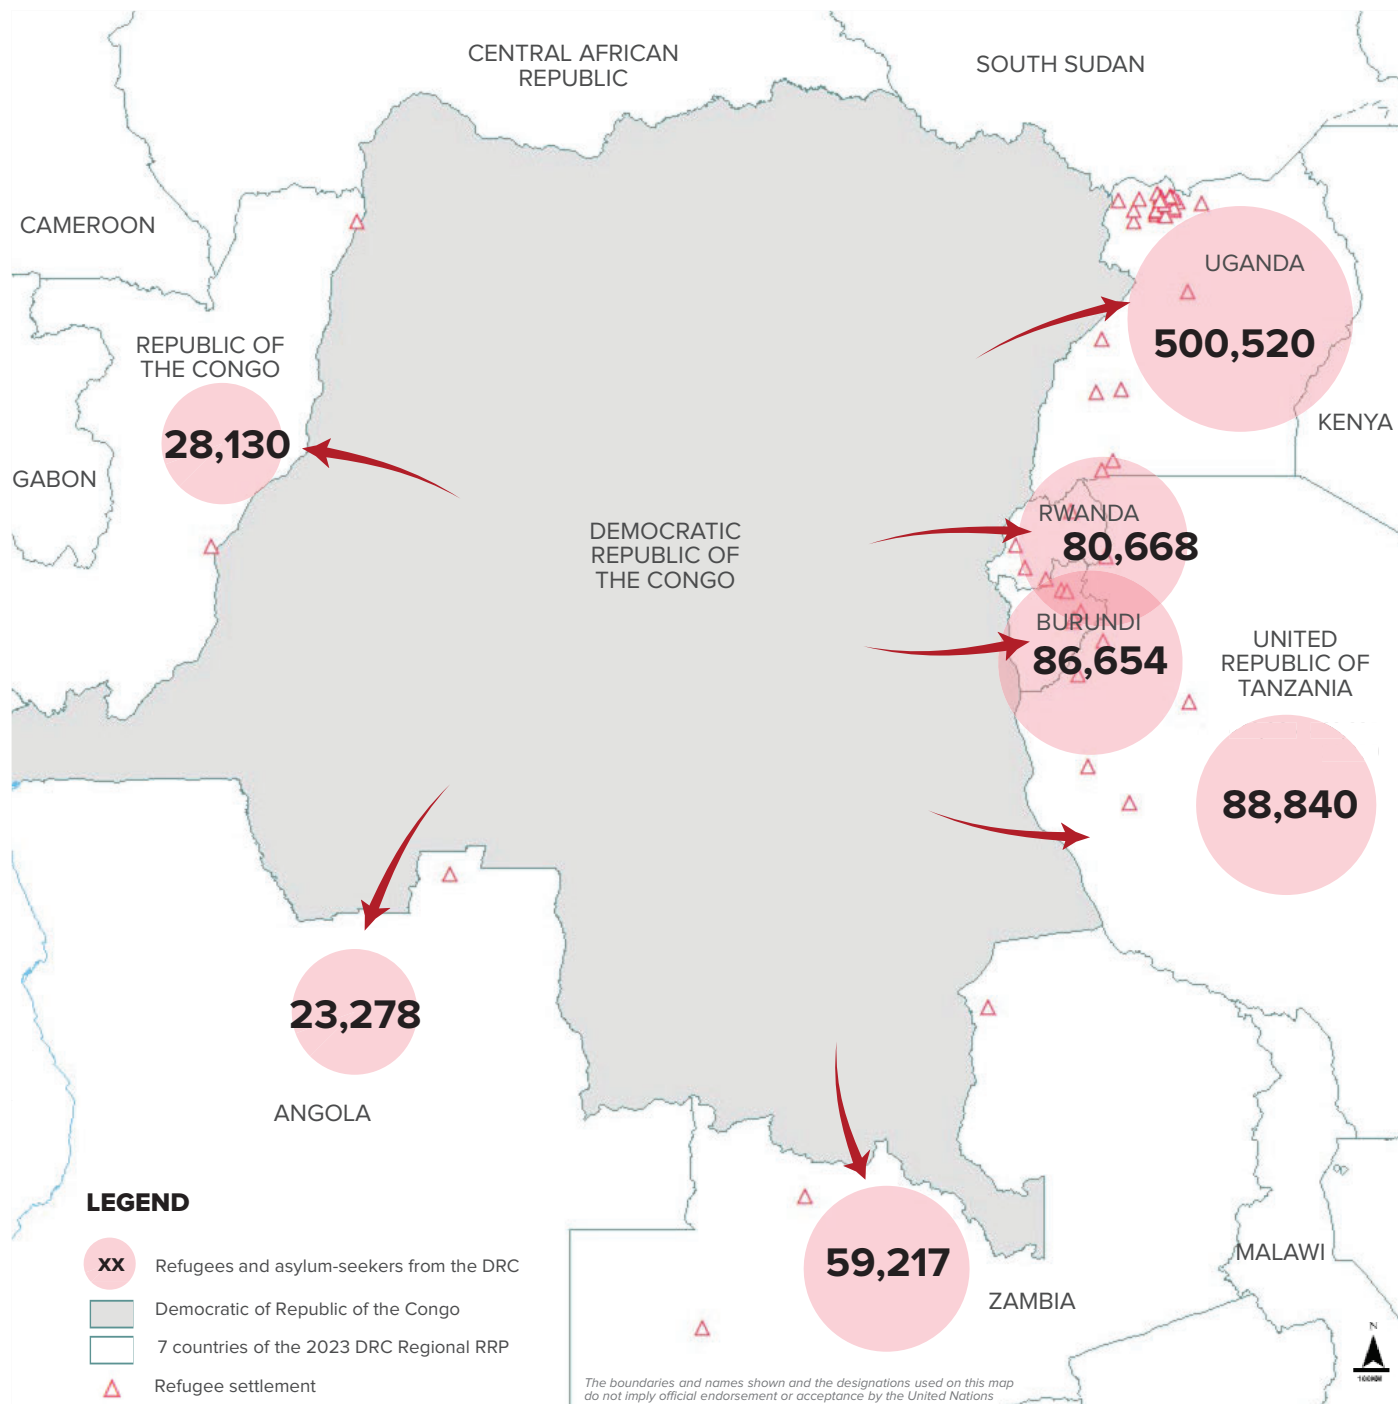 CENTRAL AFRICAN
REPUBLIC
SOUTH SUDAN
CAMEROON
UGANDA
500,520
REPUBLIC OF
THE CONGO
28,130
KENYA
GABON
DEMOCRATIC
REPUBLIC OF
THE CONGO
RWANDA
80,668
BURUNDI
86,654
UNITED
REPUBLIC OF
TANZANIA
88,840
23,278
ANGOLA
59,217
ZAMBIA
MALAWI
LEGEND
XX Refugees and asylum-seekers from the DRC
Democratic of Republic of the Congo
7 countries of the 2023 DRC Regional RRP
Refugee settlement
The boundaries and names shown and the designations used on this map
do not imply official endorsement or acceptance by the United Nations
N